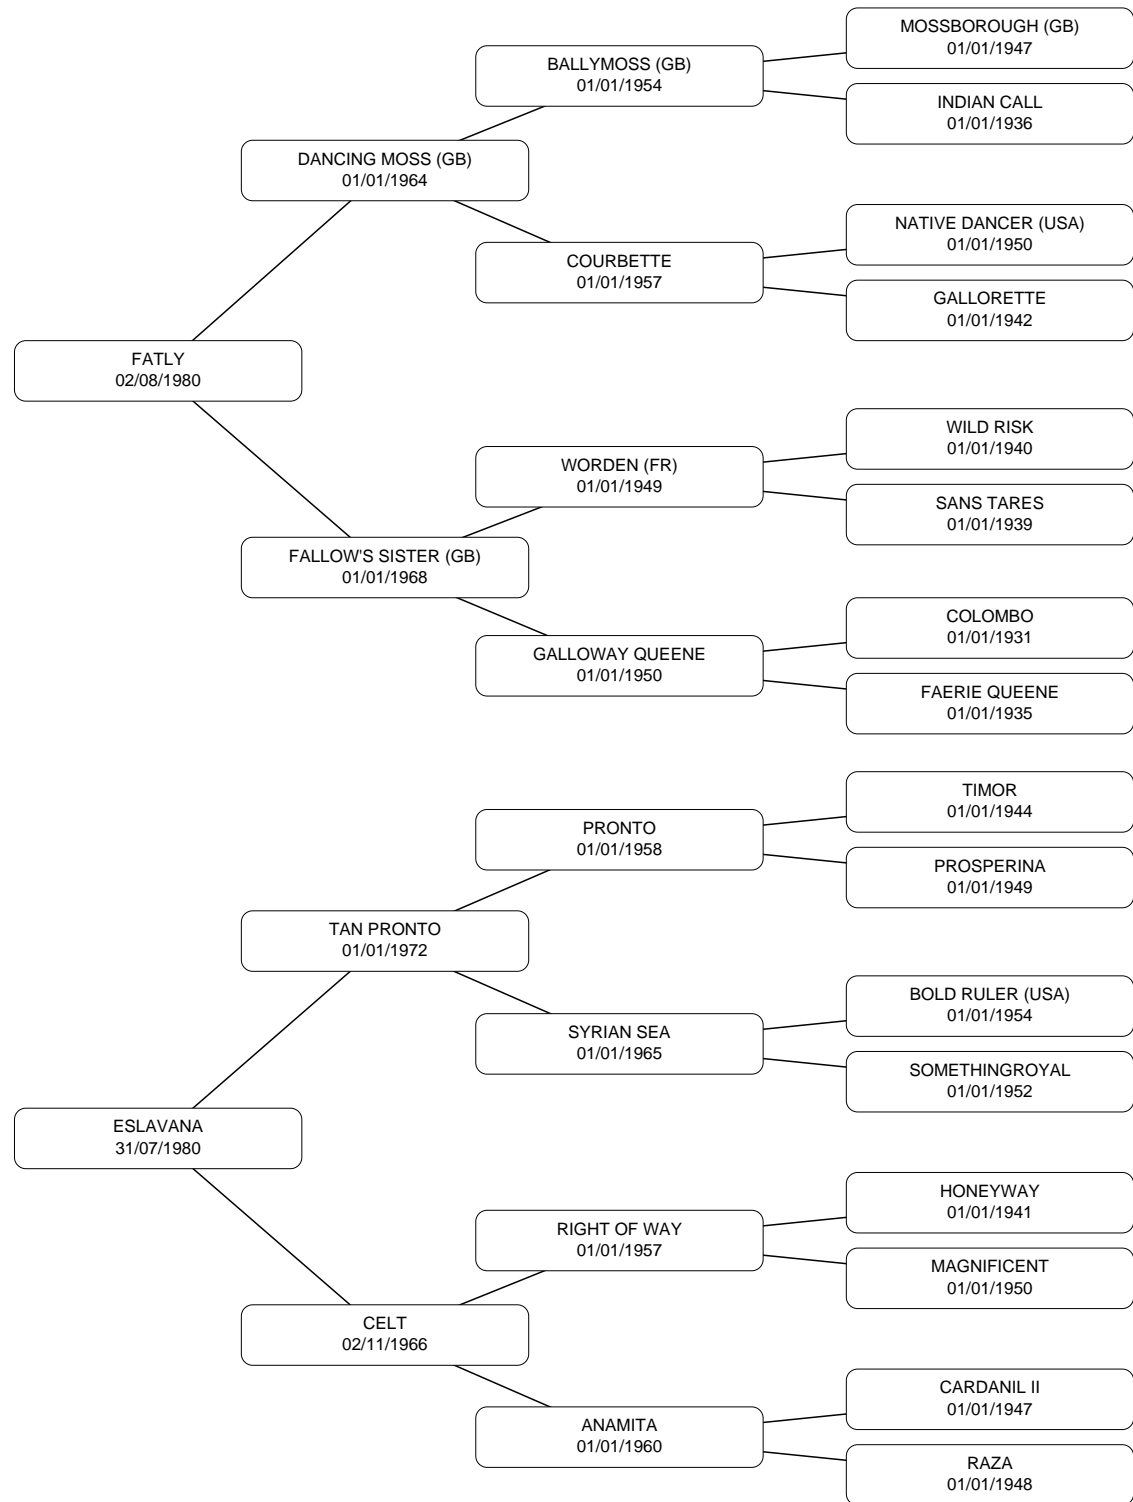 MOSSBOROUGH (GB)
01/01/1947
BALLYMOSS (GB)
01/01/1954
INDIAN CALL
01/01/1936
DANCING MOSS (GB)
01/01/1964
NATIVE DANCER (USA)
01/01/1950
COURBETTE
01/01/1957
GALLORETTE
01/01/1942
FATLY
02/08/1980
WILD RISK
01/01/1940
WORDEN (FR)
01/01/1949
SANS TARES
01/01/1939
FALLOW'S SISTER (GB)
01/01/1968
COLOMBO
01/01/1931
GALLOWAY QUEENE
01/01/1950
FAERIE QUEENE
01/01/1935
TIMOR
01/01/1944
PRONTO
01/01/1958
PROSPERINA
01/01/1949
TAN PRONTO
01/01/1972
BOLD RULER (USA)
01/01/1954
SYRIAN SEA
01/01/1965
SOMETHINGROYAL
01/01/1952
ESLAVANA
31/07/1980
HONEYWAY
01/01/1941
RIGHT OF WAY
01/01/1957
MAGNIFICENT
01/01/1950
CELT
02/11/1966
CARDANIL II
01/01/1947
ANAMITA
01/01/1960
RAZA
01/01/1948